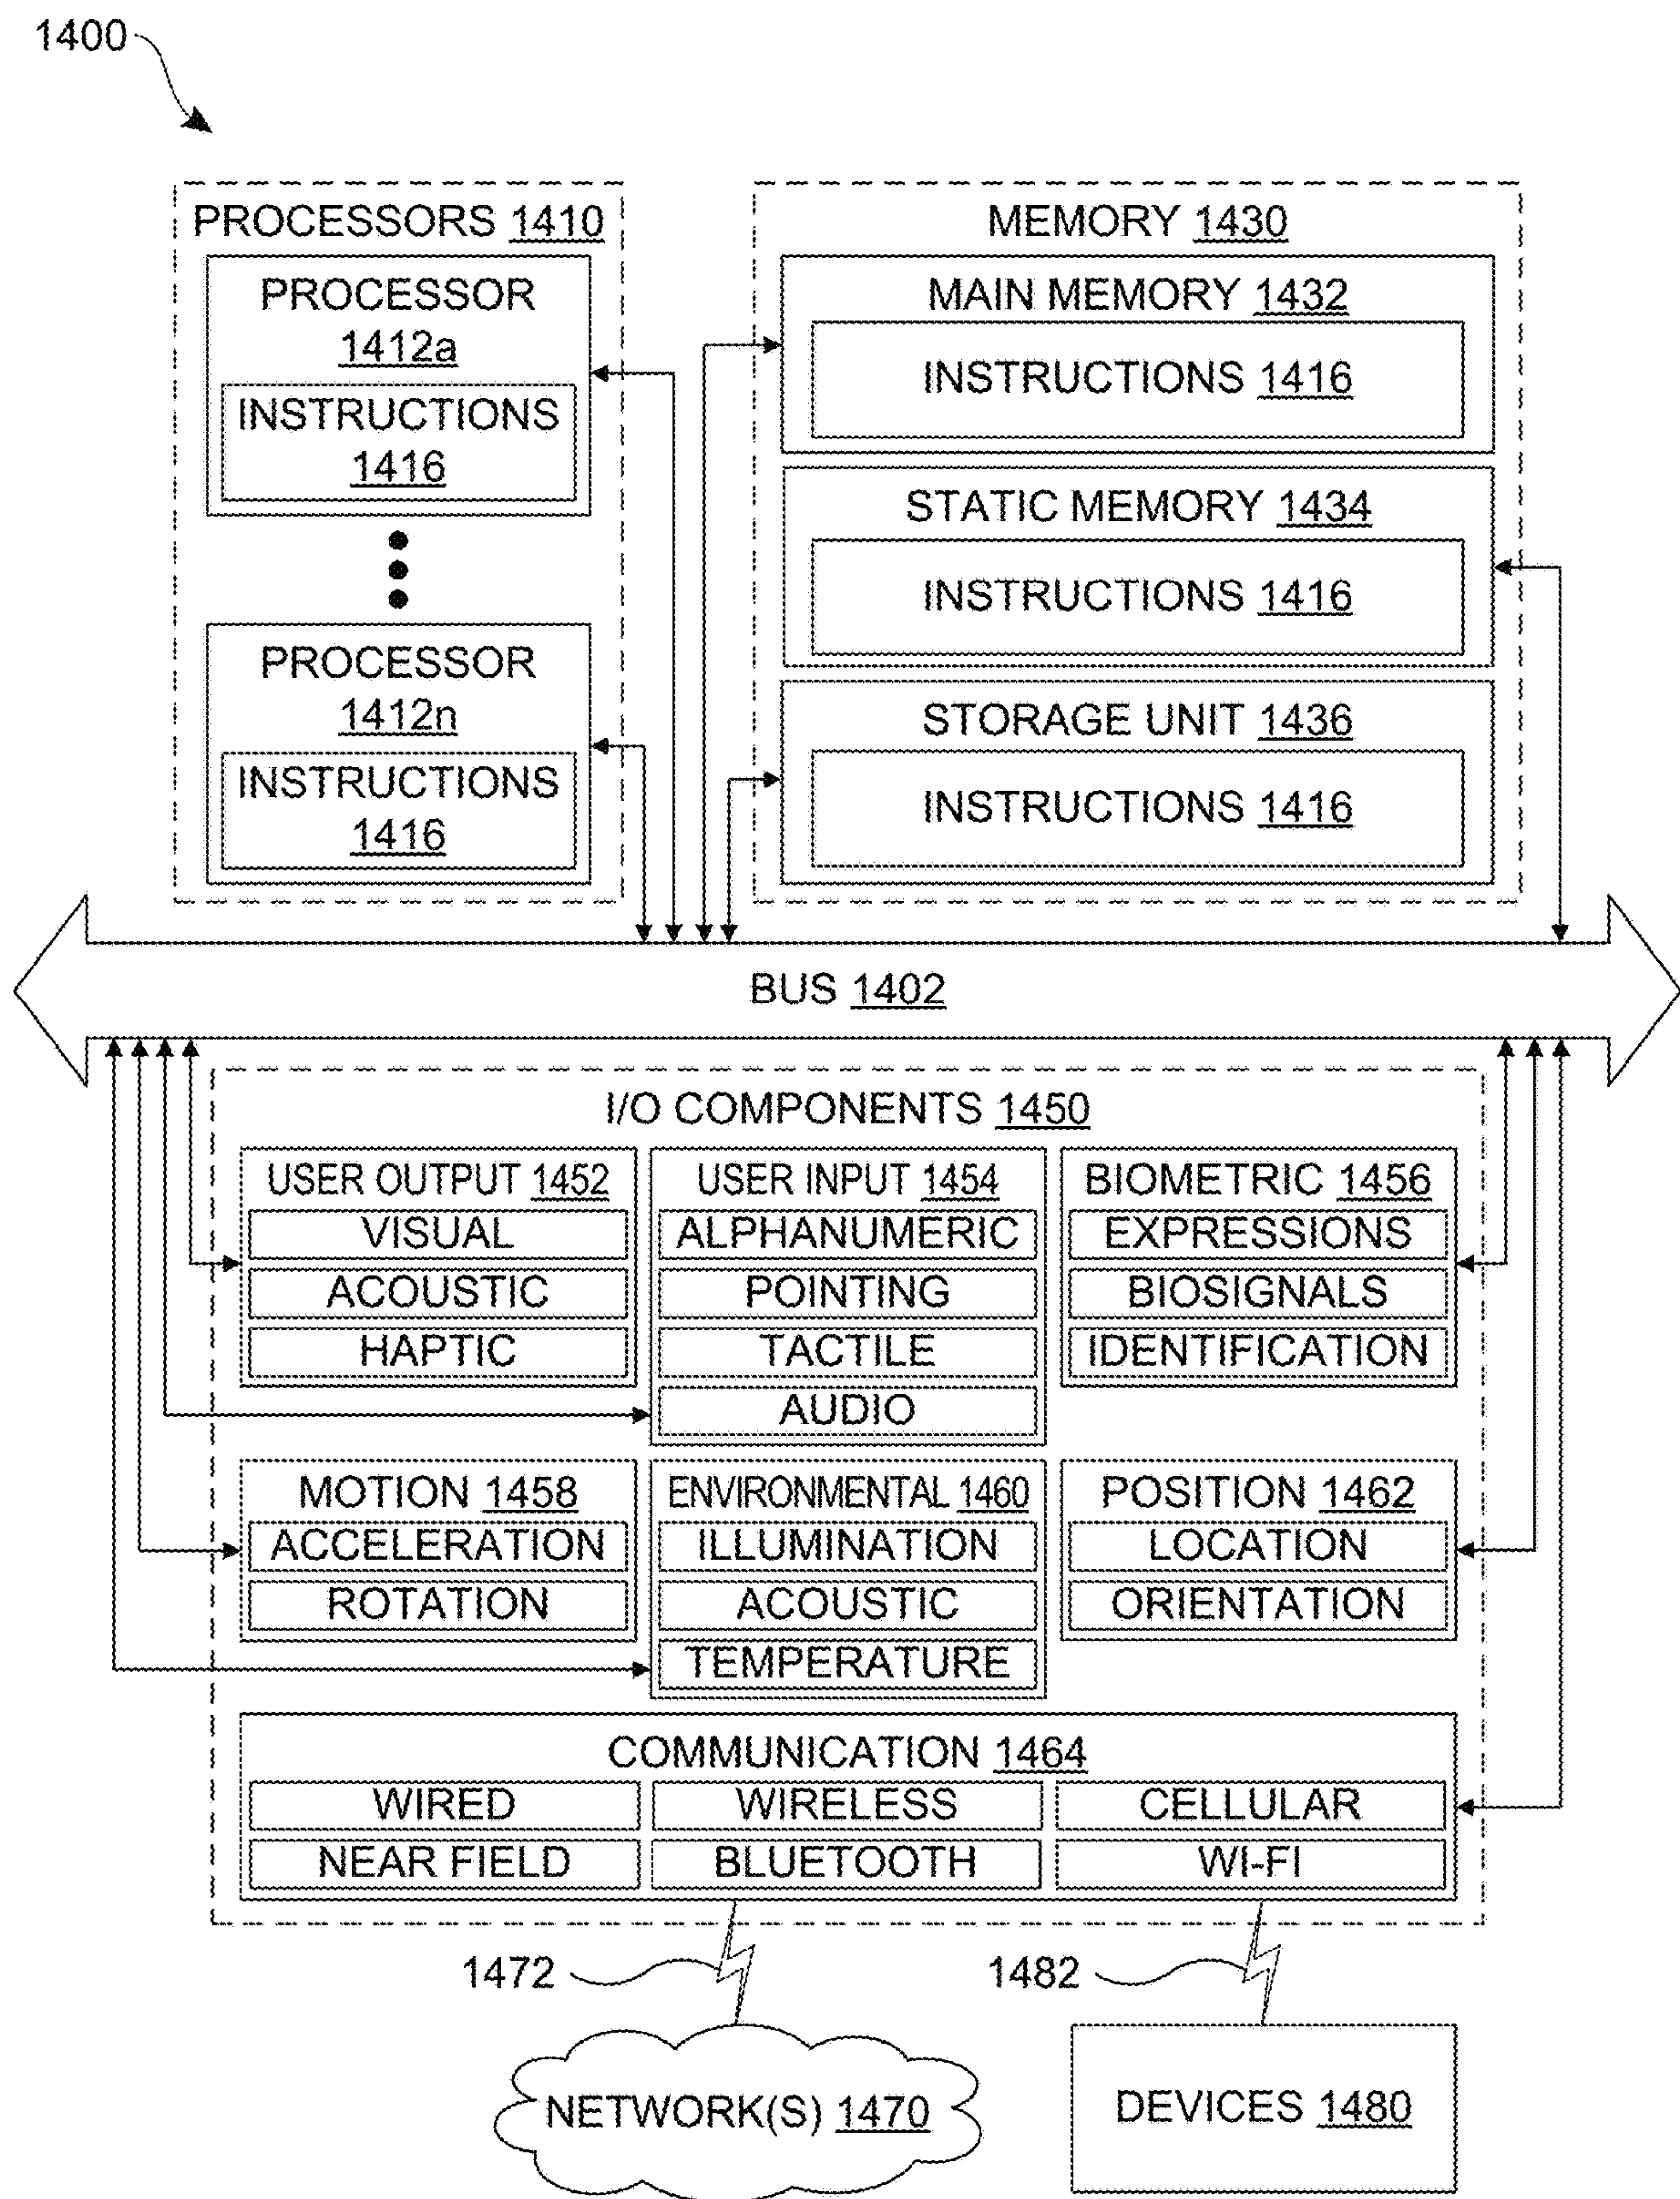 1400
PROCESSORS 1410
PROCESSOR
1412a
INSTRUCTIONS
1416
PROCESSOR
1412n
INSTRUCTIONS
1416
MEMORY 1430
MAIN MEMORY 1432
INSTRUCTIONS 1416
STATIC MEMORY 1434
INSTRUCTIONS 1416
STORAGE UNIT 1436
INSTRUCTIONS 1416
BUS 1402
I/O COMPONENTS 1450
USER OUTPUT 1452
VISUAL
ACOUSTIC
HAPTIC
USER INPUT 1454
ALPHANUMERIC
POINTING
TACTILE
AUDIO
BIOMETRIC 1456
EXPRESSIONS
BIOSIGNALS
IDENTIFICATION
MOTION 1458
ACCELERATION
ROTATION
ENVIRONMENTAL 1460
ILLUMINATION
ACOUSTIC
TEMPERATURE
POSITION 1462
LOCATION
ORIENTATION
COMMUNICATION 1464
WIRED
WIRELESS
CELLULAR
NEAR FIELD
BLUETOOTH
WI-FI
1472
1482
NETWORK(S) 1470
DEVICES 1480